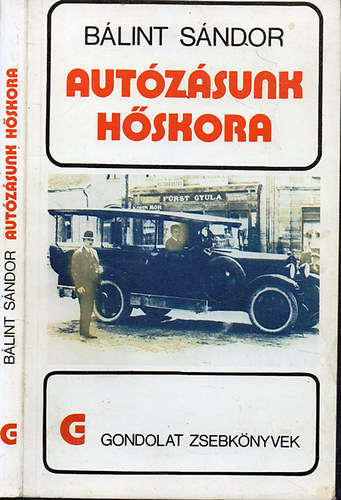 BÁLINT SÁNDOR
AUTÓZÁSUNK
HŐSKORA
FÜRST GYULA
GONDOLAT ZSEBKÖNYVEK
BÁLINT SÁNDOR AUTÓZÁSUNK HŐSKORA